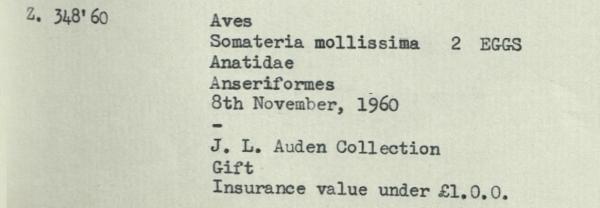 Z. 348'60
Aves
Somateria mollissima 2 EGGS
Anatidae
Anseriformes
8th November, 1960
-
J. L. Auden Collection
Gift
Insurance value under £1.0.0.